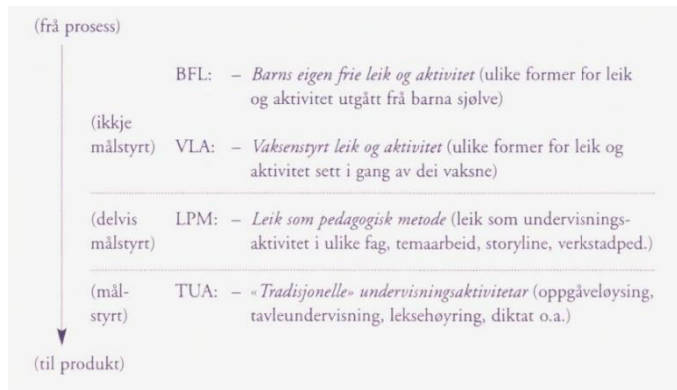 (frå prosess)
BFL: – Barns eigen frie leik og aktivitet (ulike former for leik
og aktivitet utgått frå barna sjølve)
(ikkje
målstyrt) VLA: – Vaksenstyrt leik og aktivitet (ulike former for leik og
aktivitet sett i gang av dei vaksne)
(delvis LPM: – Leik som pedagogisk metode (leik som undervisnings-
målstyrt) aktivitet i ulike fag, temaarbeid, storyline, verkstadped.)
(mål- TUA: – «Tradisjonelle» undervisningsaktivitetar (oppgåveløysing,
styrt) tavleundervisning, leksehøyring, diktat o.a.)
(til produkt)